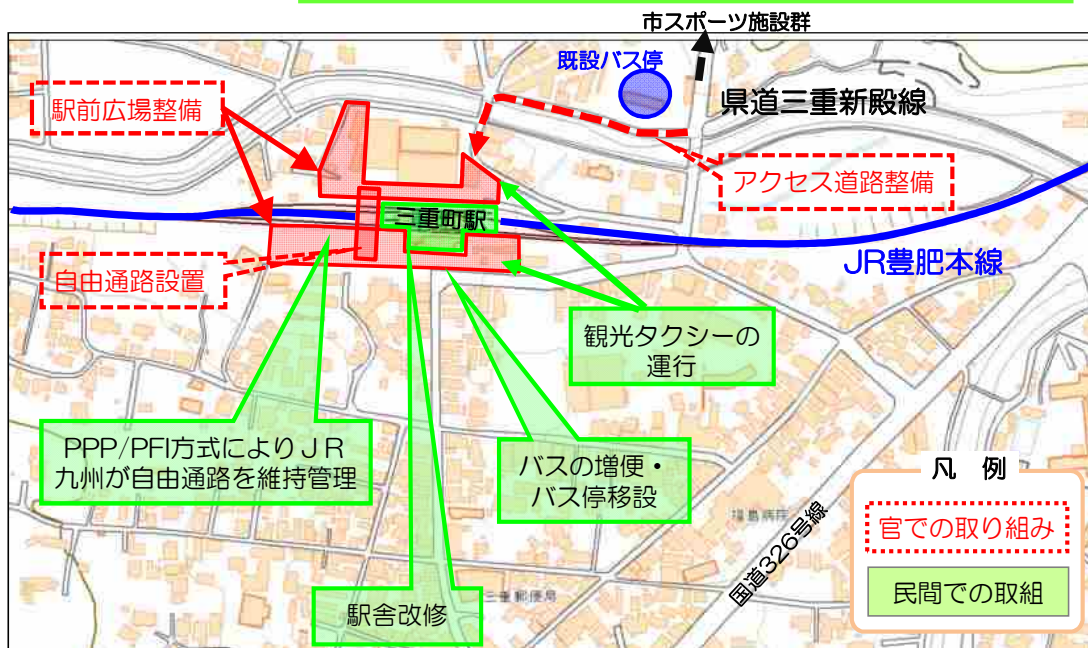 市スポーツ施設群
既設バス停
県道三重新殿線
駅前広場整備
アクセス道路整備
三重町駅
JR豊肥本線
自由通路設置
観光タクシーの
運行
PPP/PFI方式によりＪＲ
九州が自由通路を維持管理
バスの増便・
バス停移設
駅舎改修
福島病院
三重郵便局
国道326号線
凡　例
官での取り組み
民間での取組